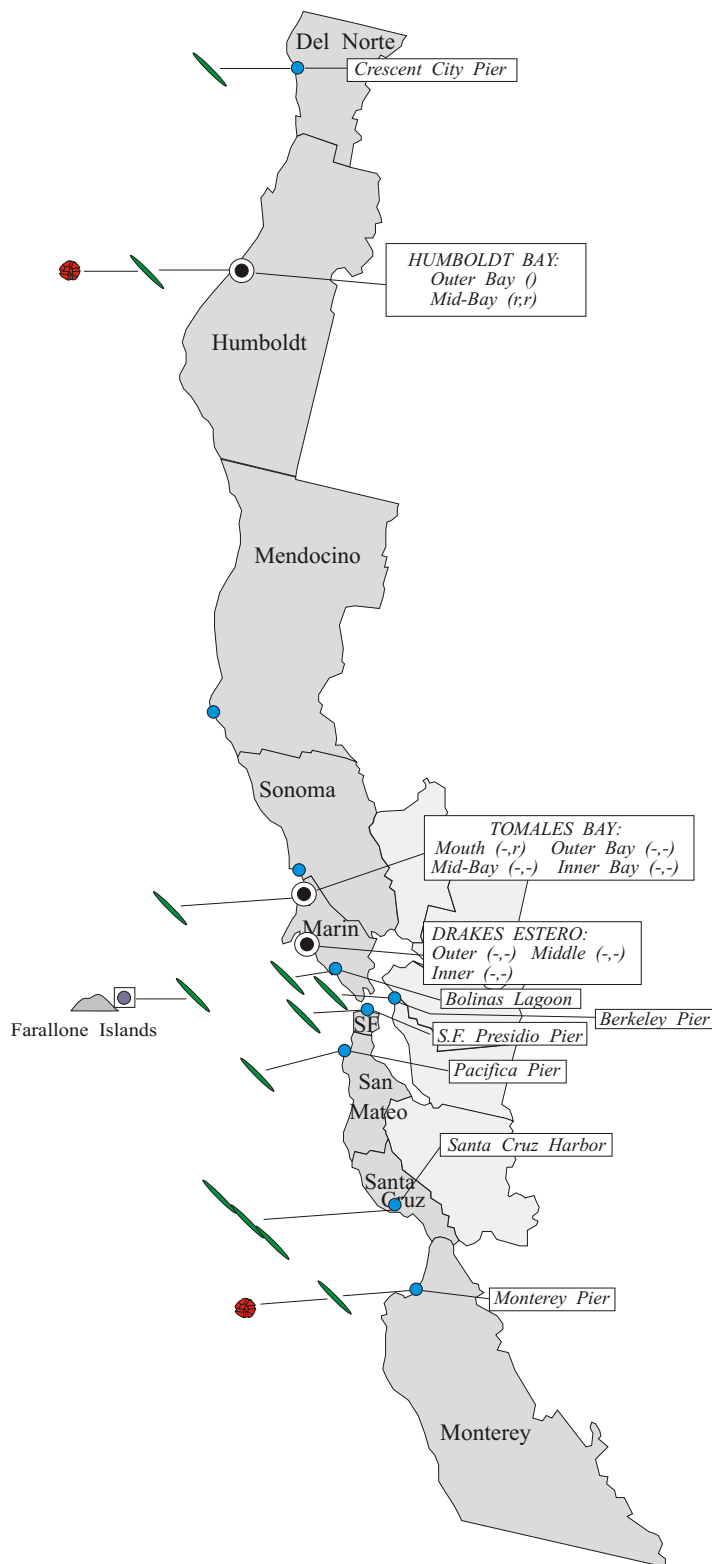 Del Norte
Crescent City Pier
HUMBOLDT BAY:
Outer Bay ()
Mid-Bay (r,r)
Humboldt
Mendocino
Sonoma
TOMALES BAY:
Mouth (-,r) Outer Bay (-,-)
Mid-Bay (-,-) Inner Bay (-,-)
Marin
DRAKES ESTERO:
Outer (-,-) Middle (-,-)
Inner (-,-)
Bolinas Lagoon
Farallone Islands
Berkeley Pier
SF
S.F. Presidio Pier
Pacifica Pier
San
Mateo
Santa Cruz Harbor
Santa
Cruz
Monterey Pier
Monterey